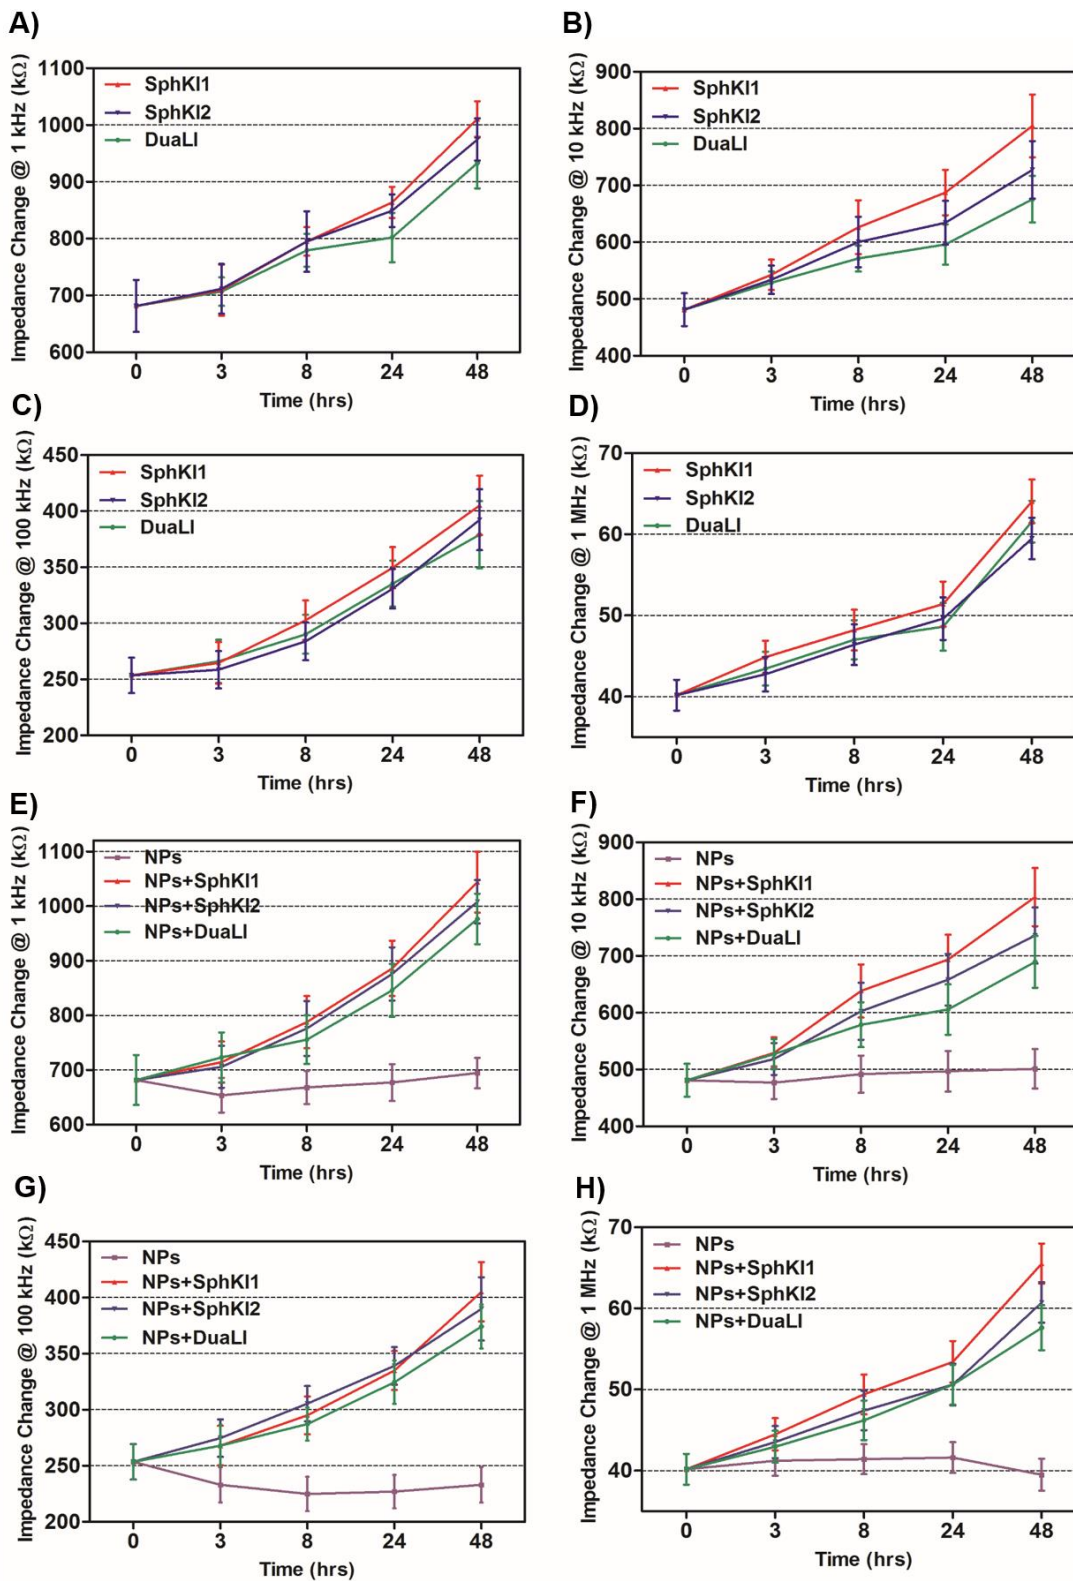 A)
Impedance Change @ 1 kHz (kΩ)
1100
1000
900
800
700
600
SphKI1
SphKI2
DuaLI
0 3 8 24 48
Time (hrs)
B)
Impedance Change @ 10 kHz (kΩ)
900
800
700
600
500
400
SphKI1
SphKI2
DuaLI
0 3 8 24 48
Time (hrs)
C)
Impedance Change @ 100 kHz (kΩ)
450
400
350
300
250
200
SphKI1
SphKI2
DuaLI
0 3 8 24 48
Time (hrs)
D)
Impedance Change @ 1 MHz (kΩ)
70
60
50
40
SphKI1
SphKI2
DuaLI
0 3 8 24 48
Time (hrs)
E)
Impedance Change @ 1 kHz (kΩ)
1100
1000
900
800
700
600
NPs
NPs+SphKI1
NPs+SphKI2
NPs+DuaLI
0 3 8 24 48
Time (hrs)
F)
Impedance Change @ 10 kHz (kΩ)
900
800
700
600
500
400
NPs
NPs+SphKI1
NPs+SphKI2
NPs+DuaLI
0 3 8 24 48
Time (hrs)
G)
Impedance Change @ 100 kHz (kΩ)
450
400
350
300
250
200
NPs
NPs+SphKI1
NPs+SphKI2
NPs+DuaLI
0 3 8 24 48
Time (hrs)
H)
Impedance Change @ 1 MHz (kΩ)
70
60
50
40
NPs
NPs+SphKI1
NPs+SphKI2
NPs+DuaLI
0 3 8 24 48
Time (hrs)